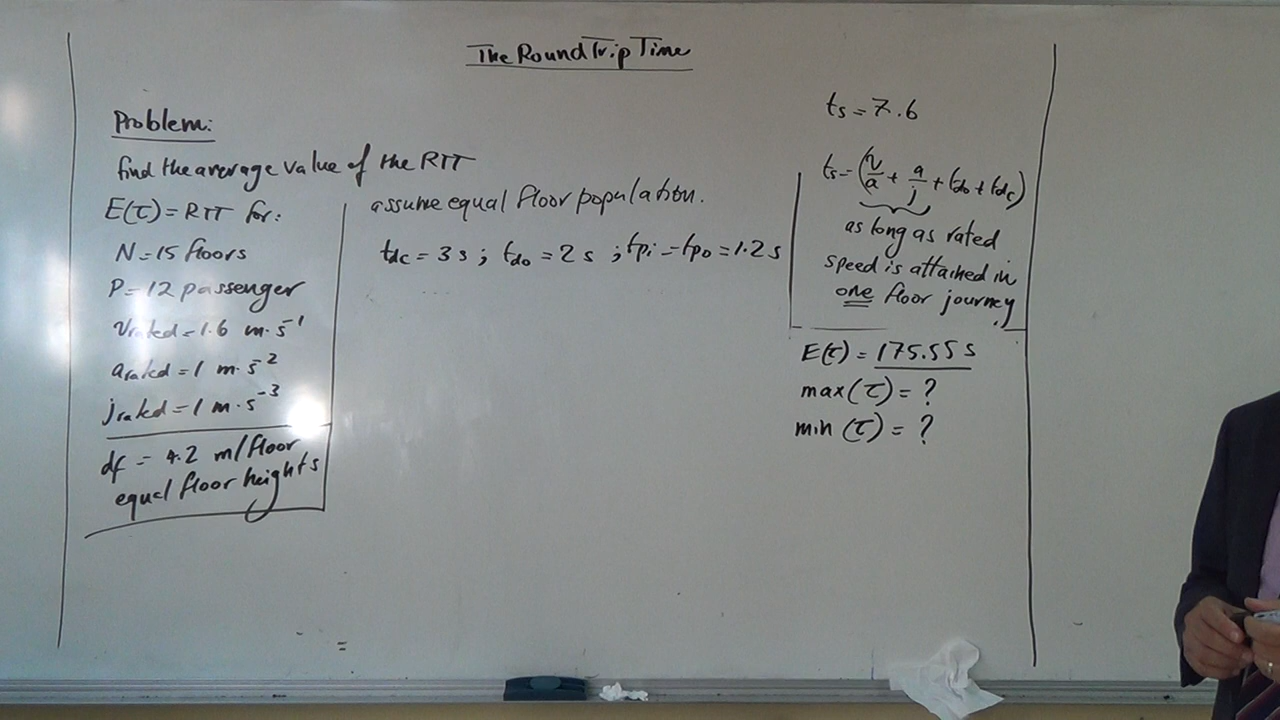 The Round Trip Time
Problem:
find the average value of the RTT
E(τ) = RTT for:
N = 15 floors
P = 12 passenger
Vrated = 1.6 m·s⁻¹
arated = 1 m·s⁻²
jrated = 1 m·s⁻³
df = 4.2 m/floor
equal floor heights
assume equal floor population.
tdc = 3 s ; tdo = 2 s ; tpi = tpo = 1.2 s
ts = 7.6
ts = (v/a + a/j + tdo + tdc)
as long as rated
speed is attained in
one floor journey
E(τ) = 175.55 s
max(τ) = ?
min (τ) = ?
=